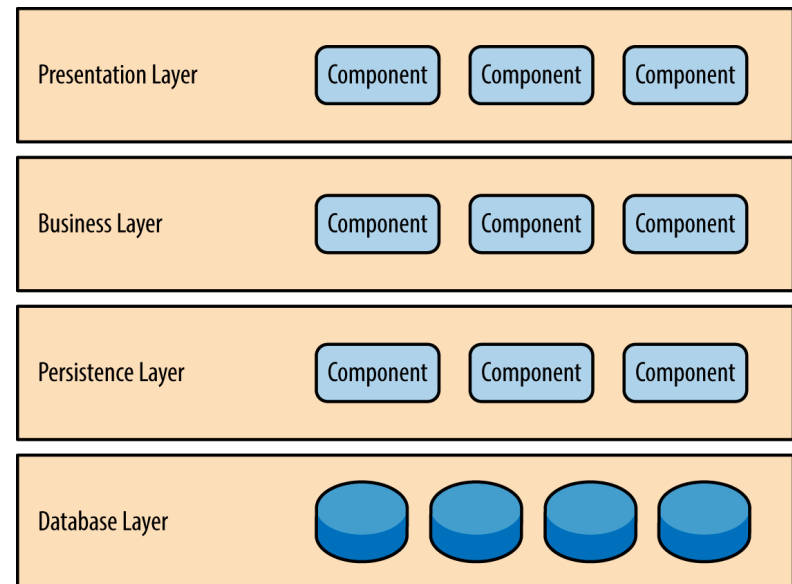 Presentation Layer
Component Component Component
Business Layer
Component Component Component
Persistence Layer
Component Component Component
Database Layer